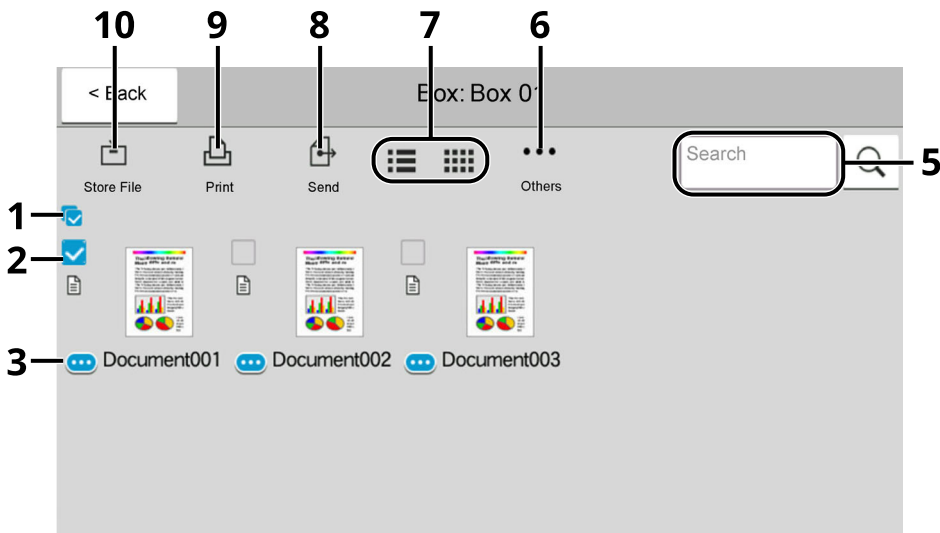 10 9 8 7 6
< Back Box: Box 01
Search 5
Store File Print Send Others
1
2
3 Document001 Document002 Document003